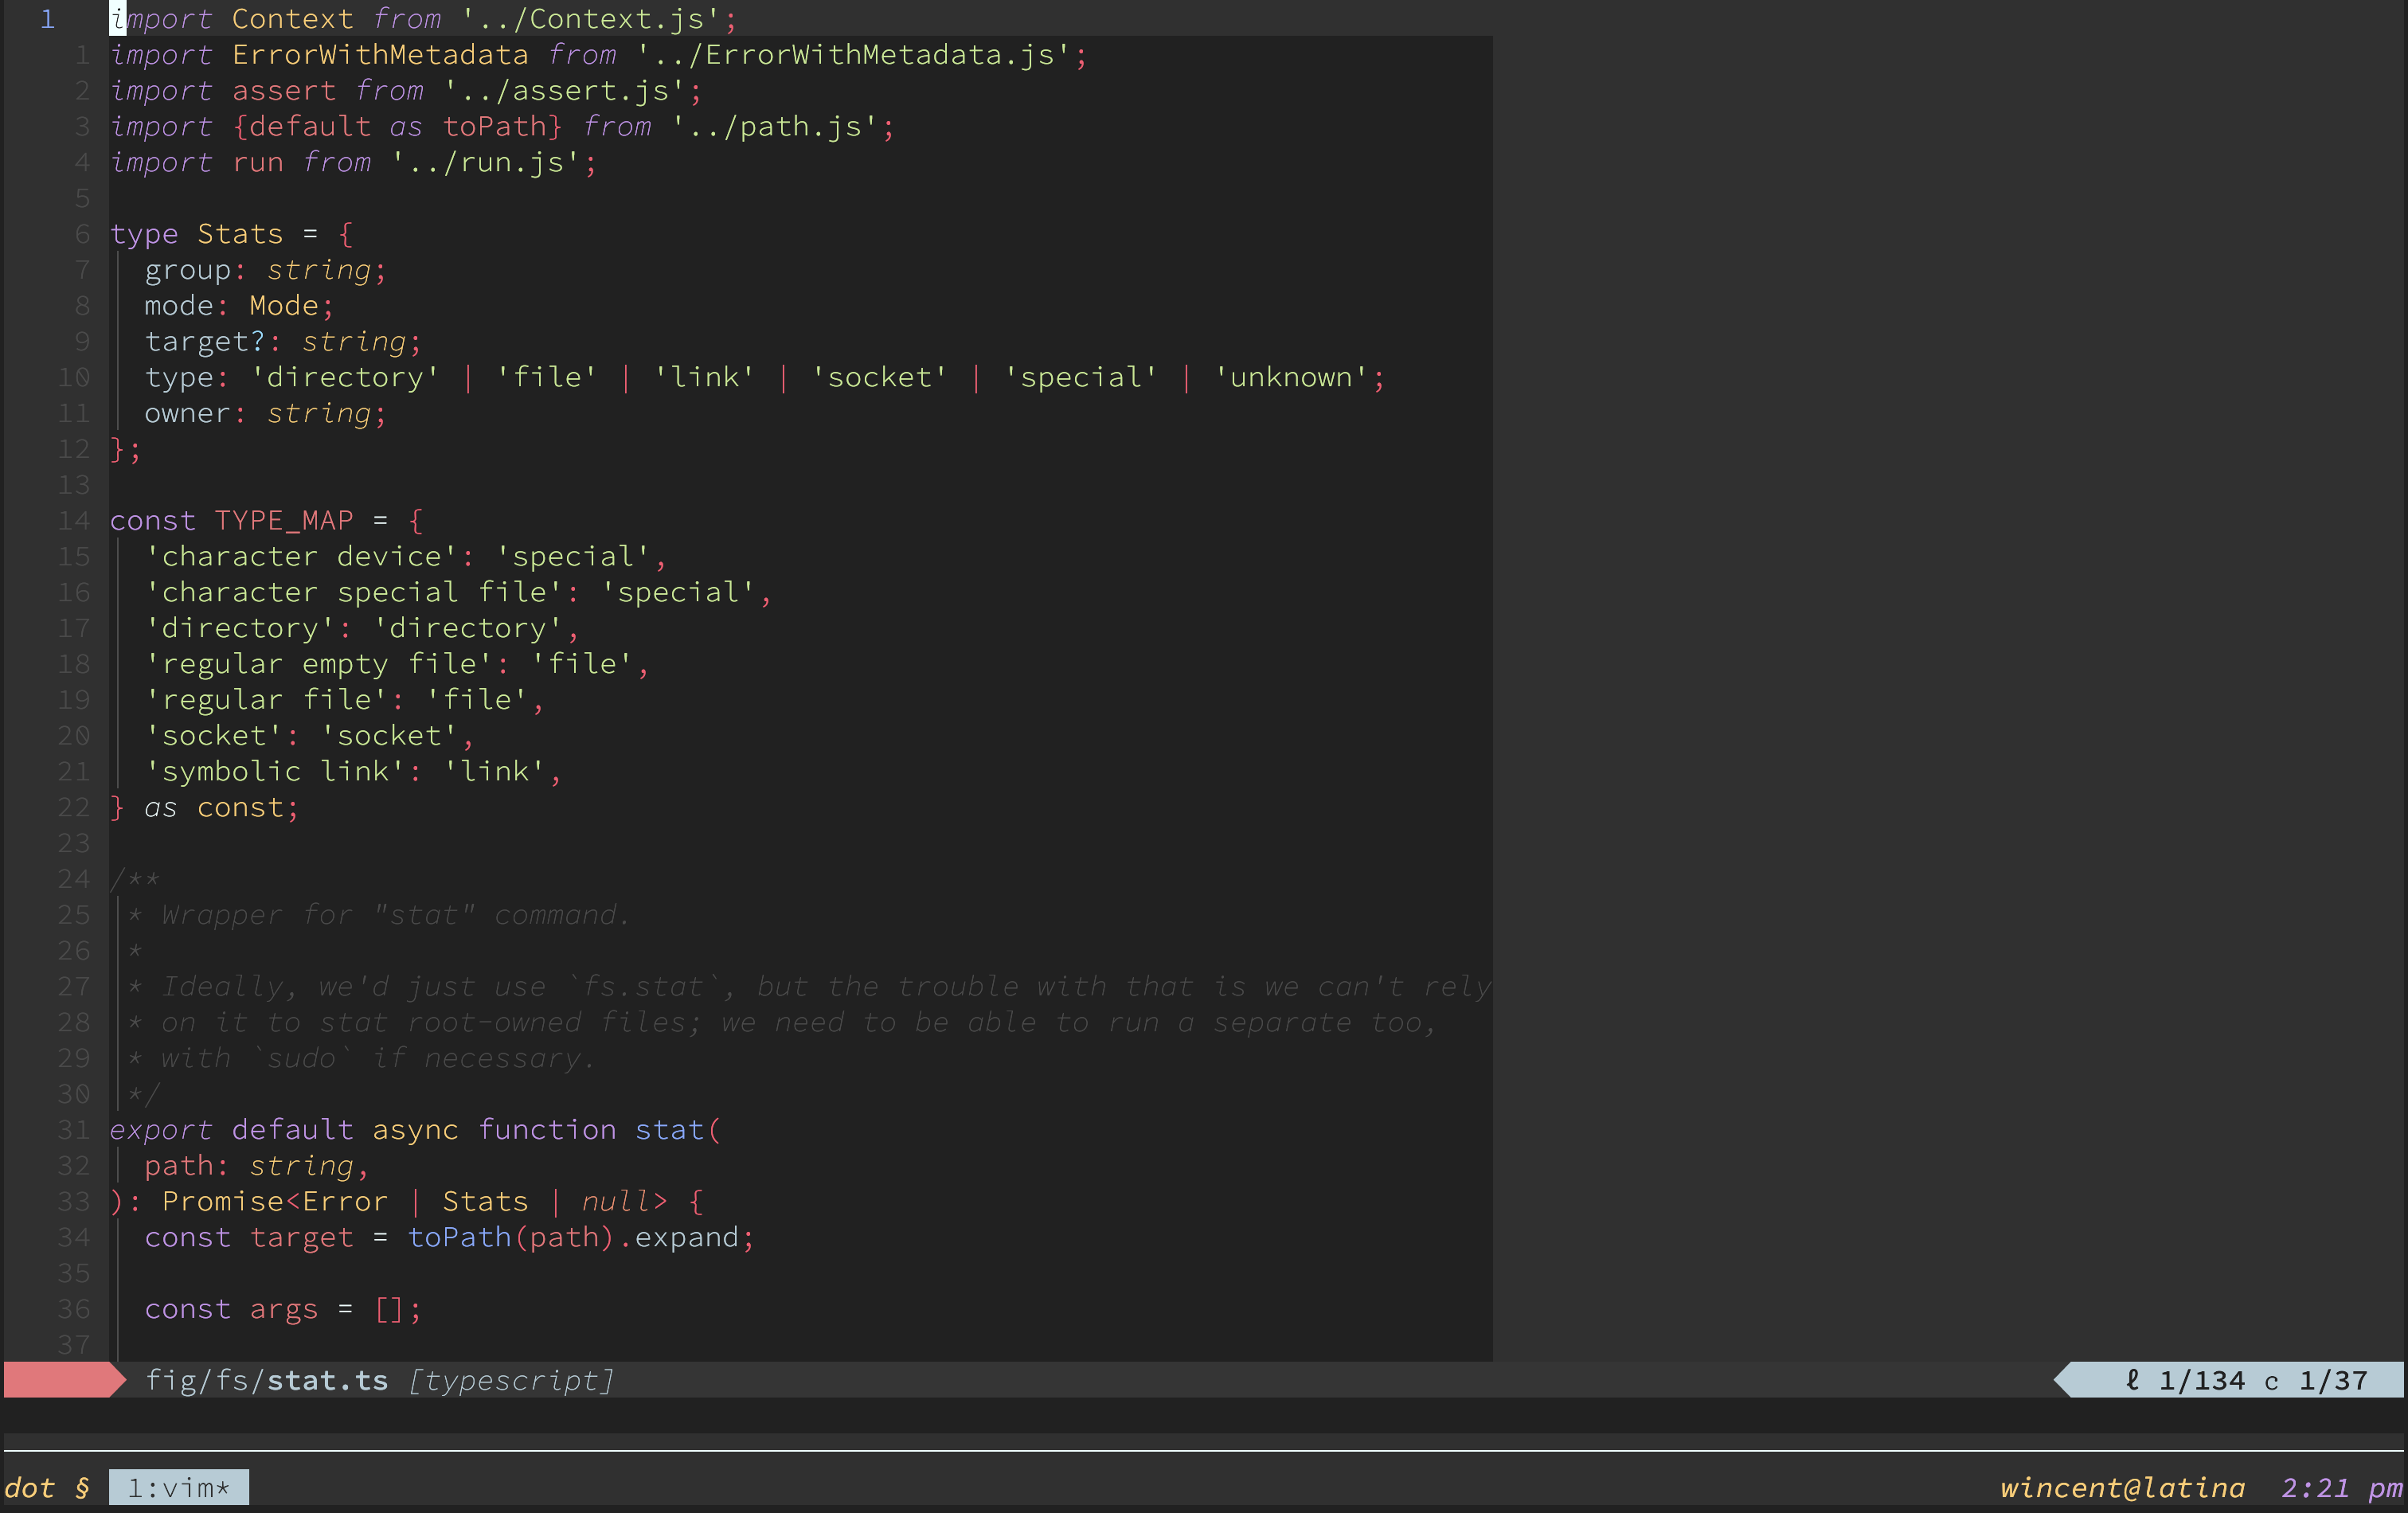 1 import Context from '../Context.js';
1 import ErrorWithMetadata from '../ErrorWithMetadata.js';
2 import assert from '../assert.js';
3 import {default as toPath} from '../path.js';
4 import run from '../run.js';
5
6 type Stats = {
7   group: string;
8   mode: Mode;
9   target?: string;
10   type: 'directory' | 'file' | 'link' | 'socket' | 'special' | 'unknown';
11   owner: string;
12 };
13
14 const TYPE_MAP = {
15   'character device': 'special',
16   'character special file': 'special',
17   'directory': 'directory',
18   'regular empty file': 'file',
19   'regular file': 'file',
20   'socket': 'socket',
21   'symbolic link': 'link',
22 } as const;
23
24 /**
25  * Wrapper for "stat" command.
26  *
27  * Ideally, we'd just use `fs.stat`, but the trouble with that is we can't rely
28  * on it to stat root-owned files; we need to be able to run a separate too,
29  * with `sudo` if necessary.
30  */
31 export default async function stat(
32   path: string,
33 ): Promise<Error | Stats | null> {
34   const target = toPath(path).expand;
35
36   const args = [];
37
fig/fs/stat.ts [typescript] ℓ 1/134 c 1/37
dot § 1:vim* wincent@latina 2:21 pm